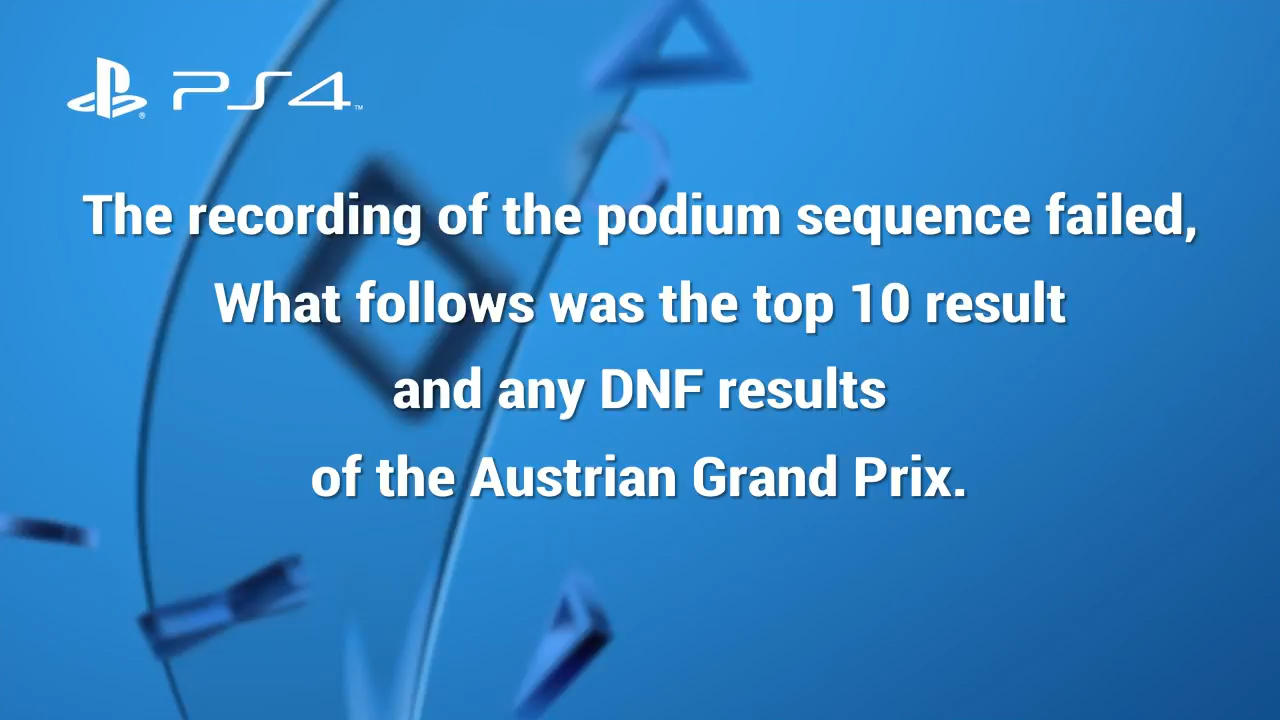 PS4™
The recording of the podium sequence failed,
What follows was the top 10 result
and any DNF results
of the Austrian Grand Prix.